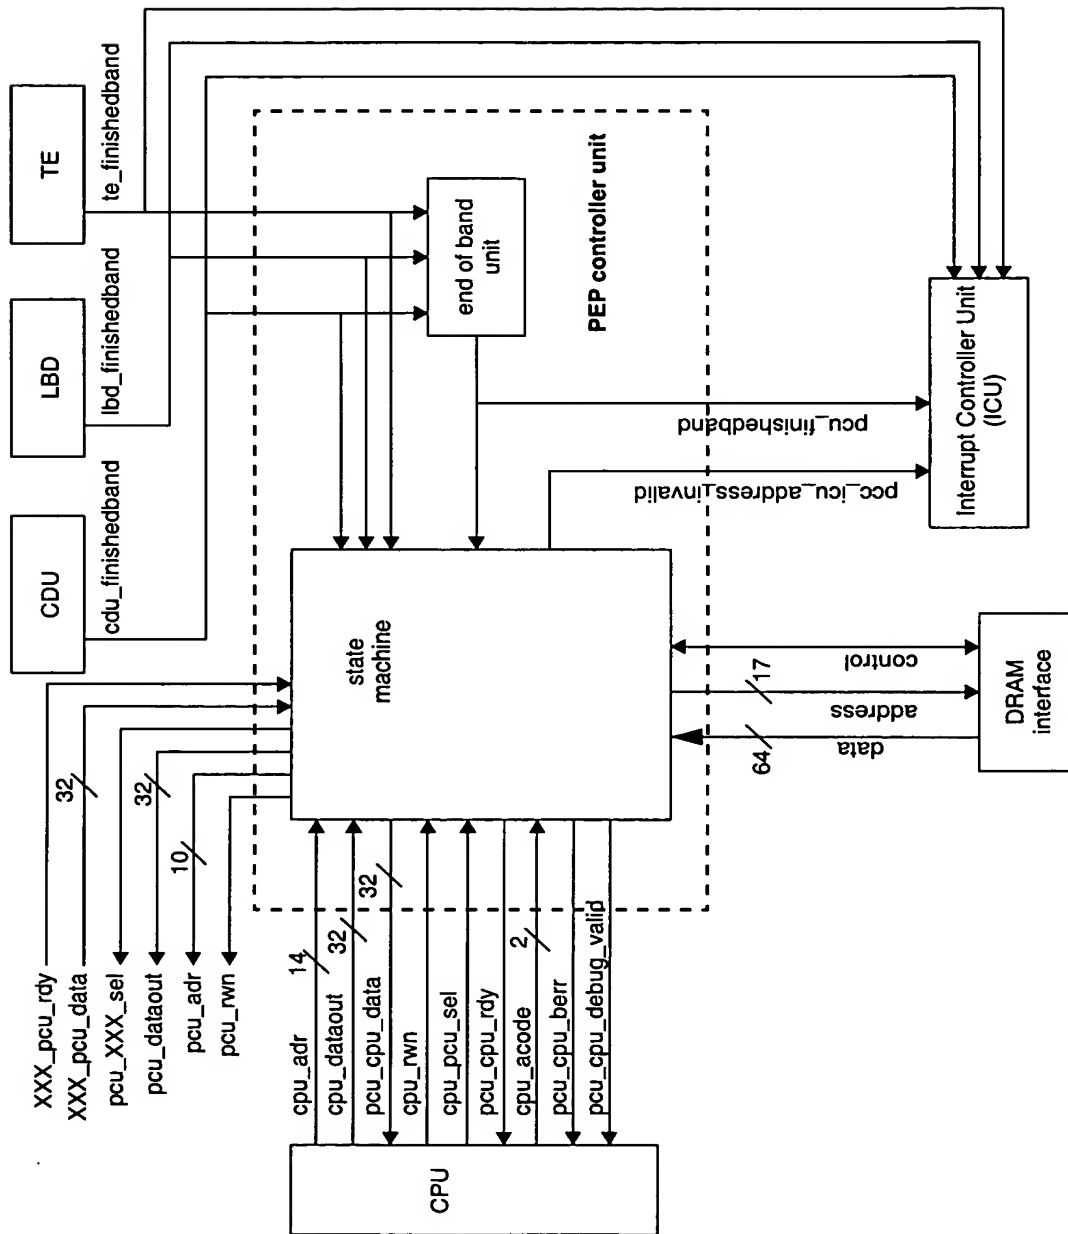 TE
te_finishedband
LBD
lbd_finishedband
CDU
cdu_finishedband
XXX_pcu_rdy
XXX_pcu_data
32
pcu_XXX_sel
pcu_dataout
32
pcu_adr
10
pcu_rwn
end of band
unit
PEP controller unit
state
machine
cpu_adr
14
cpu_dataout
32
pcu_cpu_data
32
cpu_rwn
cpu_pcu_sel
pcu_cpu_rdy
cpu_acode
2
pcu_cpu_berr
pcu_cpu_debug_valid
CPU
pcu_finishedband
pcc_icu_address_invalid
Interrupt Controller Unit
(ICU)
control
17
address
64
data
DRAM
interface